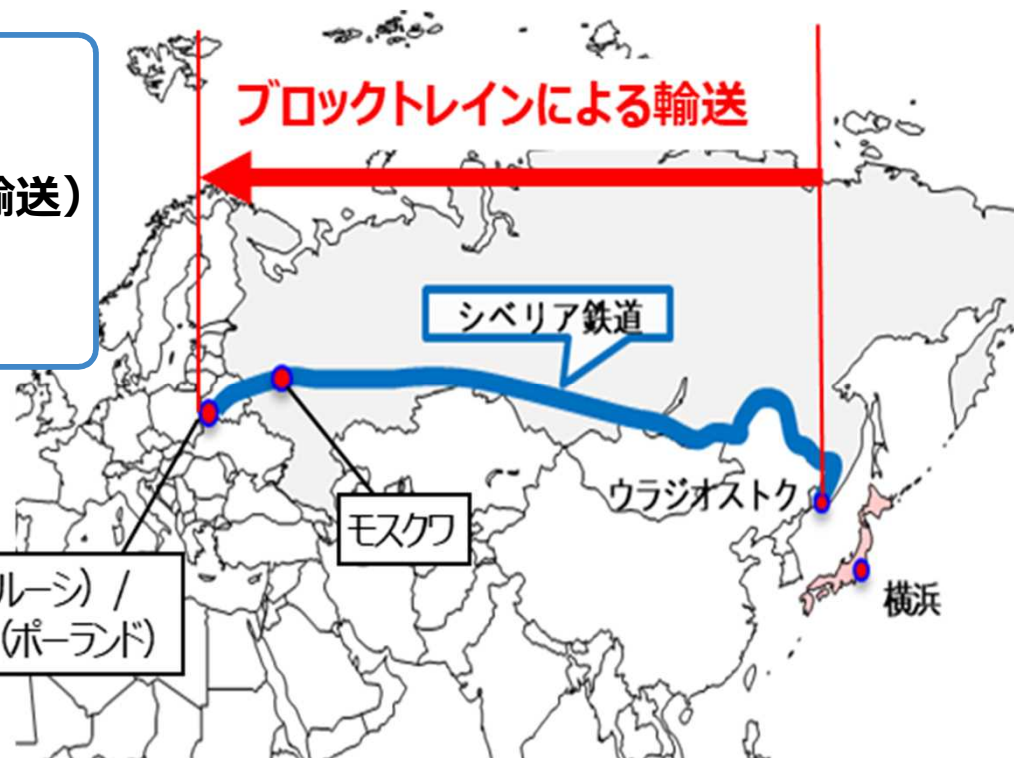 ブロックトレインによる輸送
輸送）
シベリア鉄道
ウラジオストク
モスクワ
横浜
ルーシ） /
（ポーランド）